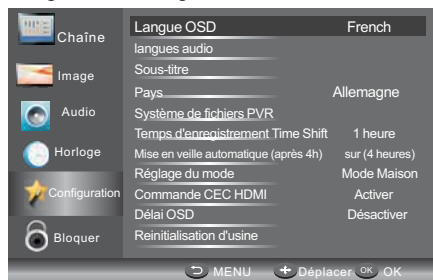 Chaîne
Image
Audio
Horloge
Configuration
Bloquer
Langue OSD French
langues audio
Sous-titre
Pays Allemagne
Système de fichiers PVR
Temps d'enregistrement Time Shift 1 heure
Mise en veille automatique (après 4h) sur (4 heures)
Réglage du mode Mode Maison
Commande CEC HDMI Activer
Délai OSD Désactiver
Reinitialisation d'usine
MENU Déplacer OK OK